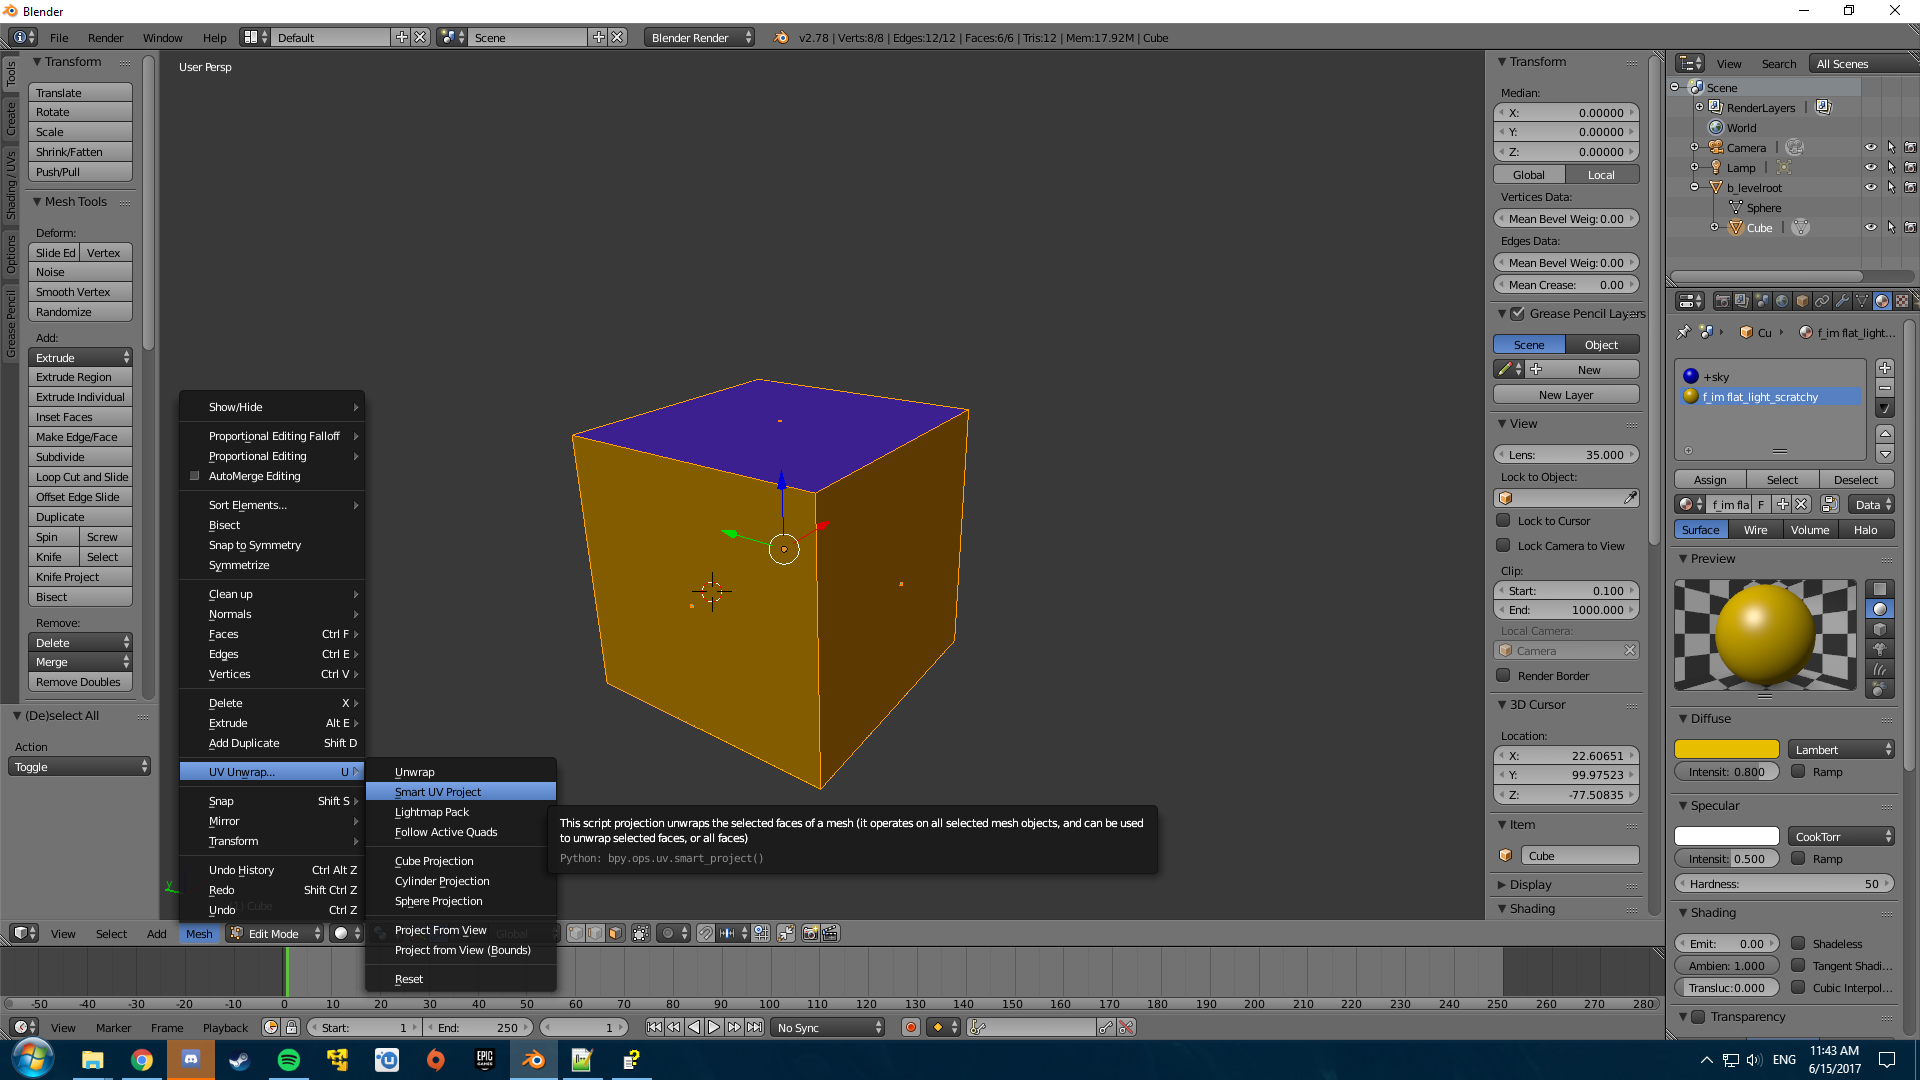 Blender
File Render Window Help Default Scene Blender Render v2.78 | Verts:8/8 | Edges:12/12 | Faces:6/6 | Tris:12 | Mem:17.92M | Cube
Tools
Create
Shading / UVs
Options
Grease Pencil
Transform
Translate
Rotate
Scale
Shrink/Fatten
Push/Pull
Mesh Tools
Deform:
Slide Ed Vertex
Noise
Smooth Vertex
Randomize
Add:
Extrude
Extrude Region
Extrude Individual
Inset Faces
Make Edge/Face
Subdivide
Loop Cut and Slide
Offset Edge Slide
Duplicate
Spin Screw
Knife Select
Knife Project
Bisect
Remove:
Delete
Merge
Remove Doubles
(De)select All
Action
Toggle
User Persp
Show/Hide
Proportional Editing Falloff
Proportional Editing
AutoMerge Editing
Sort Elements...
Bisect
Snap to Symmetry
Symmetrize
Clean up
Normals
Faces Ctrl F
Edges Ctrl E
Vertices Ctrl V
Delete X
Extrude Alt E
Add Duplicate Shift D
UV Unwrap... U
Snap Shift S
Mirror
Transform
Undo History Ctrl Alt Z
Redo Shift Ctrl Z
Undo Ctrl Z
(1) Cube
Unwrap
Smart UV Project
Lightmap Pack
Follow Active Quads
Cube Projection
Cylinder Projection
Sphere Projection
Project From View
Project from View (Bounds)
Reset
This script projection unwraps the selected faces of a mesh (it operates on all selected mesh objects, and can be used
to unwrap selected faces, or all faces)
Python: bpy.ops.uv.smart_project()
Transform
Median:
X: 0.00000
Y: 0.00000
Z: 0.00000
Global Local
Vertices Data:
Mean Bevel Weig: 0.00
Edges Data:
Mean Bevel Weig: 0.00
Mean Crease: 0.00
Grease Pencil Layers
Scene Object
New
New Layer
View
Lens: 35.000
Lock to Object:
Lock to Cursor
Lock Camera to View
Clip:
Start: 0.100
End: 1000.000
Local Camera:
Camera
Render Border
3D Cursor
Location:
X: 22.60651
Y: 99.97523
Z: -77.50835
Item
Cube
Display
Shading
View Search All Scenes
Scene
RenderLayers
World
Camera
Lamp
b_levelroot
Sphere
Cube
Cu f_im flat_light...
+sky
f_im flat_light_scratchy
Assign Select Deselect
f_im fla F Data
Surface Wire Volume Halo
Preview
Diffuse
Lambert
Intensit: 0.800 Ramp
Specular
CookTorr
Intensit: 0.500 Ramp
Hardness: 50
Shading
Emit: 0.00 Shadeless
Ambien: 1.000 Tangent Shadi...
Transluc:0.000 Cubic Interpol...
Transparency
View Select Add Mesh Edit Mode Global
-50 -40 -30 -20 -10 0 10 20 30 40 50 60 70 80 90 100 110 120 130 140 150 160 170 180 190 200 210 220 230 240 250 260 270 280
View Marker Frame Playback Start: 1 End: 250 1 No Sync
EPIC
GAMES
ENG
11:43 AM
6/15/2017